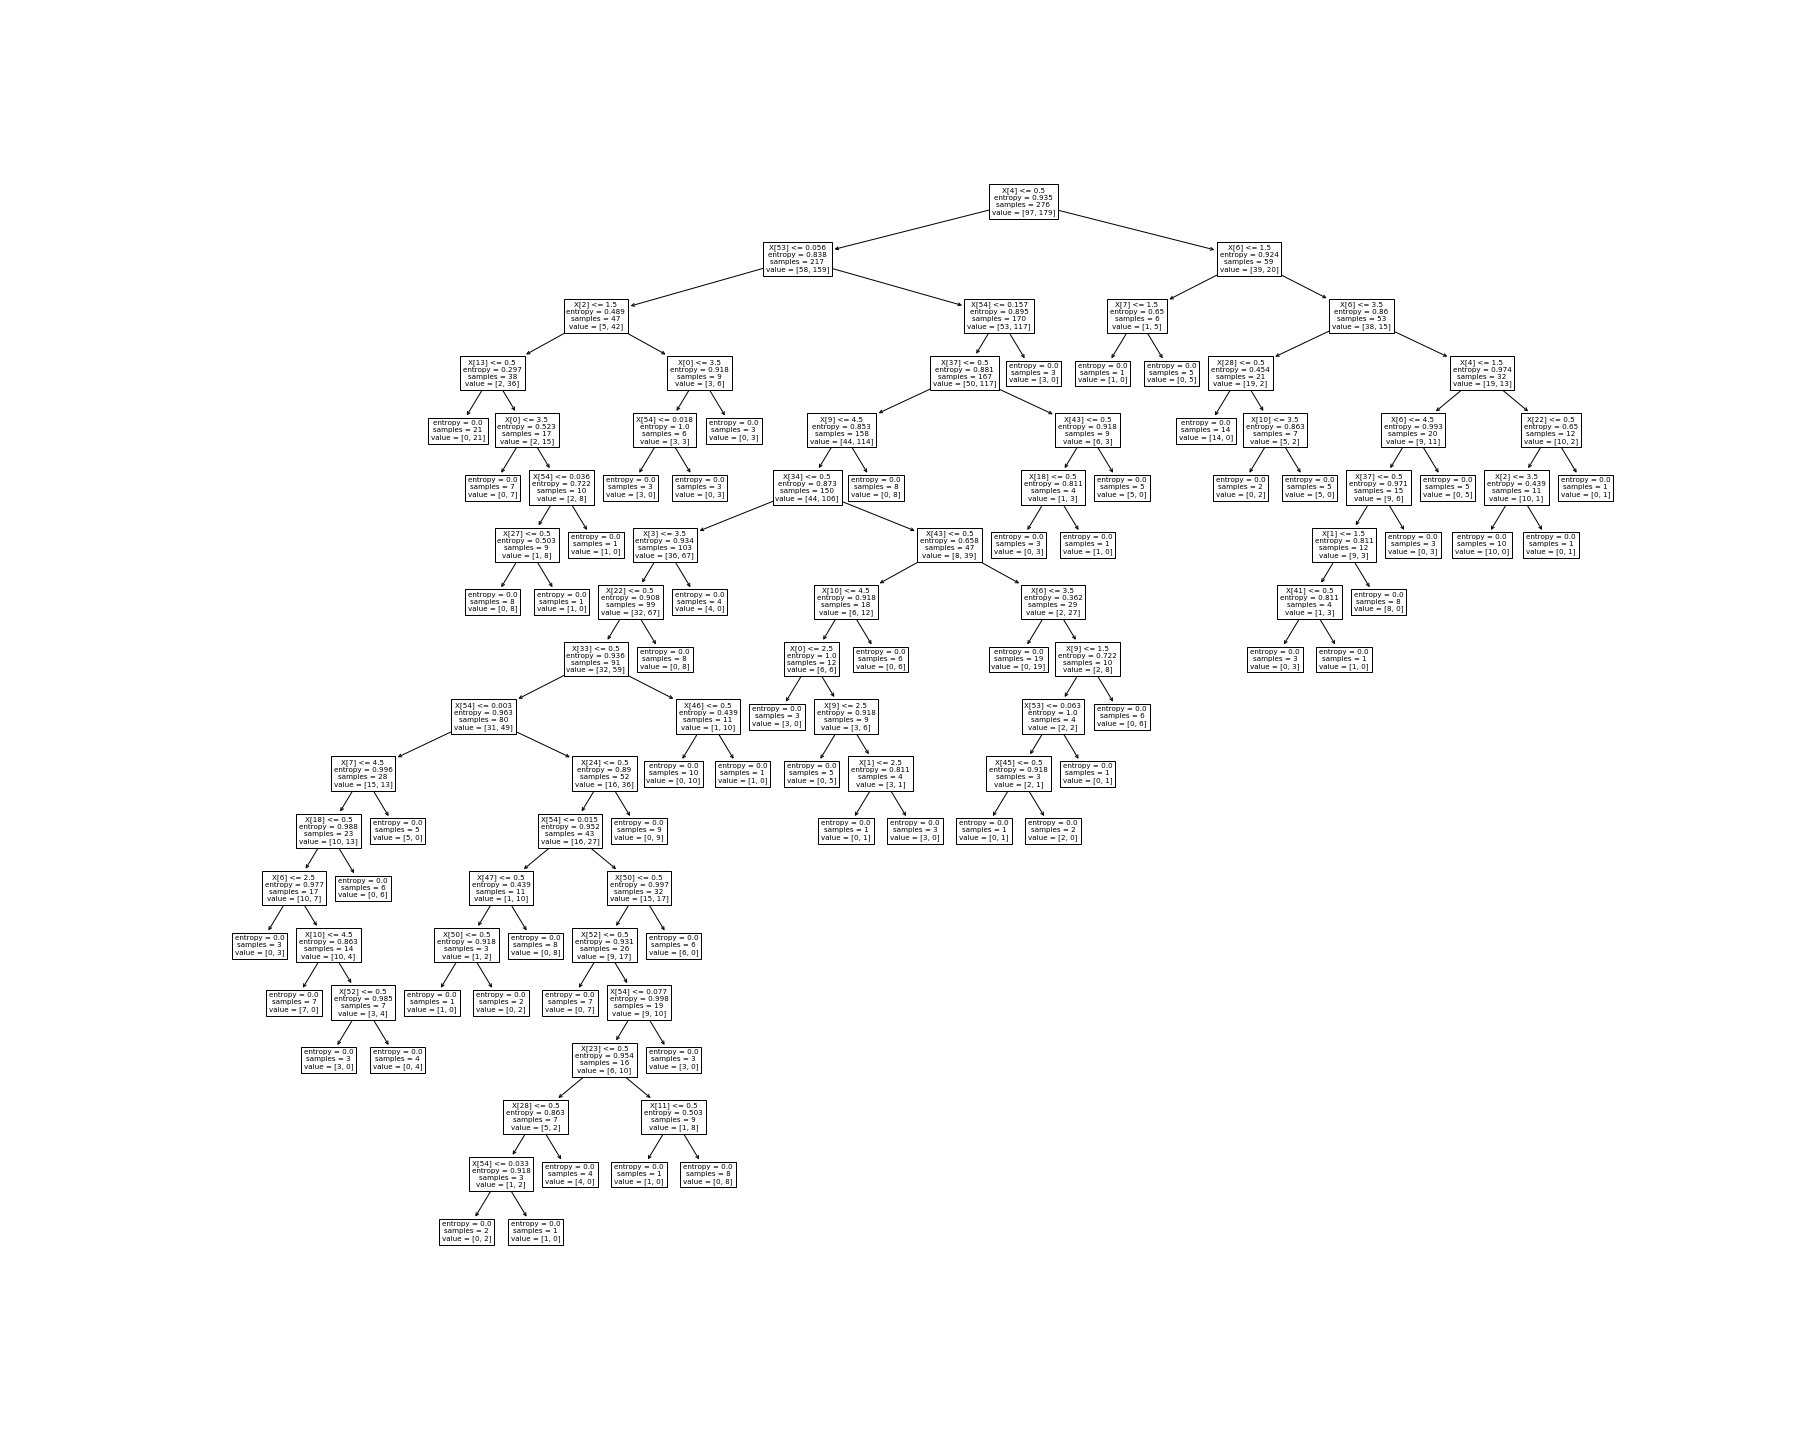 X[4] <= 0.5
entropy = 0.935
samples = 276
value = [97, 179]
X[53] <= 0.056
entropy = 0.838
samples = 217
value = [58, 159]
X[6] <= 1.5
entropy = 0.924
samples = 59
value = [39, 20]
X[2] <= 1.5
entropy = 0.489
samples = 47
value = [5, 42]
X[54] <= 0.157
entropy = 0.895
samples = 170
value = [53, 117]
X[7] <= 1.5
entropy = 0.65
samples = 6
value = [1, 5]
X[6] <= 3.5
entropy = 0.86
samples = 53
value = [38, 15]
X[13] <= 0.5
entropy = 0.297
samples = 38
value = [2, 36]
X[0] <= 3.5
entropy = 0.918
samples = 9
value = [3, 6]
X[37] <= 0.5
entropy = 0.881
samples = 167
value = [50, 117]
entropy = 0.0
samples = 3
value = [3, 0]
entropy = 0.0
samples = 1
value = [1, 0]
entropy = 0.0
samples = 5
value = [0, 5]
X[28] <= 0.5
entropy = 0.454
samples = 21
value = [19, 2]
X[4] <= 1.5
entropy = 0.974
samples = 32
value = [19, 13]
entropy = 0.0
samples = 21
value = [0, 21]
X[0] <= 3.5
entropy = 0.523
samples = 17
value = [2, 15]
X[54] <= 0.018
entropy = 1.0
samples = 6
value = [3, 3]
entropy = 0.0
samples = 3
value = [0, 3]
X[9] <= 4.5
entropy = 0.853
samples = 158
value = [44, 114]
X[43] <= 0.5
entropy = 0.918
samples = 9
value = [6, 3]
entropy = 0.0
samples = 14
value = [14, 0]
X[10] <= 3.5
entropy = 0.863
samples = 7
value = [5, 2]
X[6] <= 4.5
entropy = 0.993
samples = 20
value = [9, 11]
X[22] <= 0.5
entropy = 0.65
samples = 12
value = [10, 2]
entropy = 0.0
samples = 7
value = [0, 7]
X[54] <= 0.036
entropy = 0.722
samples = 10
value = [2, 8]
entropy = 0.0
samples = 3
value = [3, 0]
entropy = 0.0
samples = 3
value = [0, 3]
X[34] <= 0.5
entropy = 0.873
samples = 150
value = [44, 106]
entropy = 0.0
samples = 8
value = [0, 8]
X[18] <= 0.5
entropy = 0.811
samples = 4
value = [1, 3]
entropy = 0.0
samples = 5
value = [5, 0]
entropy = 0.0
samples = 2
value = [0, 2]
entropy = 0.0
samples = 5
value = [5, 0]
X[37] <= 0.5
entropy = 0.971
samples = 15
value = [9, 6]
entropy = 0.0
samples = 5
value = [0, 5]
X[2] <= 3.5
entropy = 0.439
samples = 11
value = [10, 1]
entropy = 0.0
samples = 1
value = [0, 1]
X[27] <= 0.5
entropy = 0.503
samples = 9
value = [1, 8]
entropy = 0.0
samples = 1
value = [1, 0]
X[3] <= 3.5
entropy = 0.934
samples = 103
value = [36, 67]
X[43] <= 0.5
entropy = 0.658
samples = 47
value = [8, 39]
entropy = 0.0
samples = 3
value = [0, 3]
entropy = 0.0
samples = 1
value = [1, 0]
X[1] <= 1.5
entropy = 0.811
samples = 12
value = [9, 3]
entropy = 0.0
samples = 3
value = [0, 3]
entropy = 0.0
samples = 10
value = [10, 0]
entropy = 0.0
samples = 1
value = [0, 1]
entropy = 0.0
samples = 8
value = [0, 8]
entropy = 0.0
samples = 1
value = [1, 0]
X[22] <= 0.5
entropy = 0.908
samples = 99
value = [32, 67]
entropy = 0.0
samples = 4
value = [4, 0]
X[10] <= 4.5
entropy = 0.918
samples = 18
value = [6, 12]
X[6] <= 3.5
entropy = 0.362
samples = 29
value = [2, 27]
X[41] <= 0.5
entropy = 0.811
samples = 4
value = [1, 3]
entropy = 0.0
samples = 8
value = [8, 0]
X[33] <= 0.5
entropy = 0.936
samples = 91
value = [32, 59]
entropy = 0.0
samples = 8
value = [0, 8]
X[0] <= 2.5
entropy = 1.0
samples = 12
value = [6, 6]
entropy = 0.0
samples = 6
value = [0, 6]
entropy = 0.0
samples = 19
value = [0, 19]
X[9] <= 1.5
entropy = 0.722
samples = 10
value = [2, 8]
entropy = 0.0
samples = 3
value = [0, 3]
entropy = 0.0
samples = 1
value = [1, 0]
X[54] <= 0.003
entropy = 0.963
samples = 80
value = [31, 49]
X[46] <= 0.5
entropy = 0.439
samples = 11
value = [1, 10]
entropy = 0.0
samples = 3
value = [3, 0]
X[9] <= 2.5
entropy = 0.918
samples = 9
value = [3, 6]
X[53] <= 0.063
entropy = 1.0
samples = 4
value = [2, 2]
entropy = 0.0
samples = 6
value = [0, 6]
X[7] <= 4.5
entropy = 0.996
samples = 28
value = [15, 13]
X[24] <= 0.5
entropy = 0.89
samples = 52
value = [16, 36]
entropy = 0.0
samples = 10
value = [0, 10]
entropy = 0.0
samples = 1
value = [1, 0]
entropy = 0.0
samples = 5
value = [0, 5]
X[1] <= 2.5
entropy = 0.811
samples = 4
value = [3, 1]
X[45] <= 0.5
entropy = 0.918
samples = 3
value = [2, 1]
entropy = 0.0
samples = 1
value = [0, 1]
X[18] <= 0.5
entropy = 0.988
samples = 23
value = [10, 13]
entropy = 0.0
samples = 5
value = [5, 0]
X[54] <= 0.015
entropy = 0.952
samples = 43
value = [16, 27]
entropy = 0.0
samples = 9
value = [0, 9]
entropy = 0.0
samples = 1
value = [0, 1]
entropy = 0.0
samples = 3
value = [3, 0]
entropy = 0.0
samples = 1
value = [0, 1]
entropy = 0.0
samples = 2
value = [2, 0]
X[6] <= 2.5
entropy = 0.977
samples = 17
value = [10, 7]
entropy = 0.0
samples = 6
value = [0, 6]
X[47] <= 0.5
entropy = 0.439
samples = 11
value = [1, 10]
X[50] <= 0.5
entropy = 0.997
samples = 32
value = [15, 17]
entropy = 0.0
samples = 3
value = [0, 3]
X[10] <= 4.5
entropy = 0.863
samples = 14
value = [10, 4]
X[50] <= 0.5
entropy = 0.918
samples = 3
value = [1, 2]
entropy = 0.0
samples = 8
value = [0, 8]
X[52] <= 0.5
entropy = 0.931
samples = 26
value = [9, 17]
entropy = 0.0
samples = 6
value = [6, 0]
entropy = 0.0
samples = 7
value = [7, 0]
X[52] <= 0.5
entropy = 0.985
samples = 7
value = [3, 4]
entropy = 0.0
samples = 1
value = [1, 0]
entropy = 0.0
samples = 2
value = [0, 2]
entropy = 0.0
samples = 7
value = [0, 7]
X[54] <= 0.077
entropy = 0.998
samples = 19
value = [9, 10]
entropy = 0.0
samples = 3
value = [3, 0]
entropy = 0.0
samples = 4
value = [0, 4]
X[23] <= 0.5
entropy = 0.954
samples = 16
value = [6, 10]
entropy = 0.0
samples = 3
value = [3, 0]
X[28] <= 0.5
entropy = 0.863
samples = 7
value = [5, 2]
X[11] <= 0.5
entropy = 0.503
samples = 9
value = [1, 8]
X[54] <= 0.033
entropy = 0.918
samples = 3
value = [1, 2]
entropy = 0.0
samples = 4
value = [4, 0]
entropy = 0.0
samples = 1
value = [1, 0]
entropy = 0.0
samples = 8
value = [0, 8]
entropy = 0.0
samples = 2
value = [0, 2]
entropy = 0.0
samples = 1
value = [1, 0]